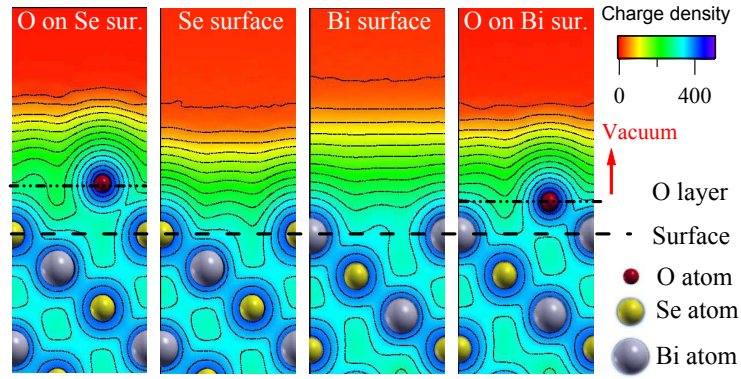 O on Se sur.
Se surface
Bi surface
O on Bi sur.
Charge density
0
400
Vacuum
O layer
Surface
O atom
Se atom
Bi atom